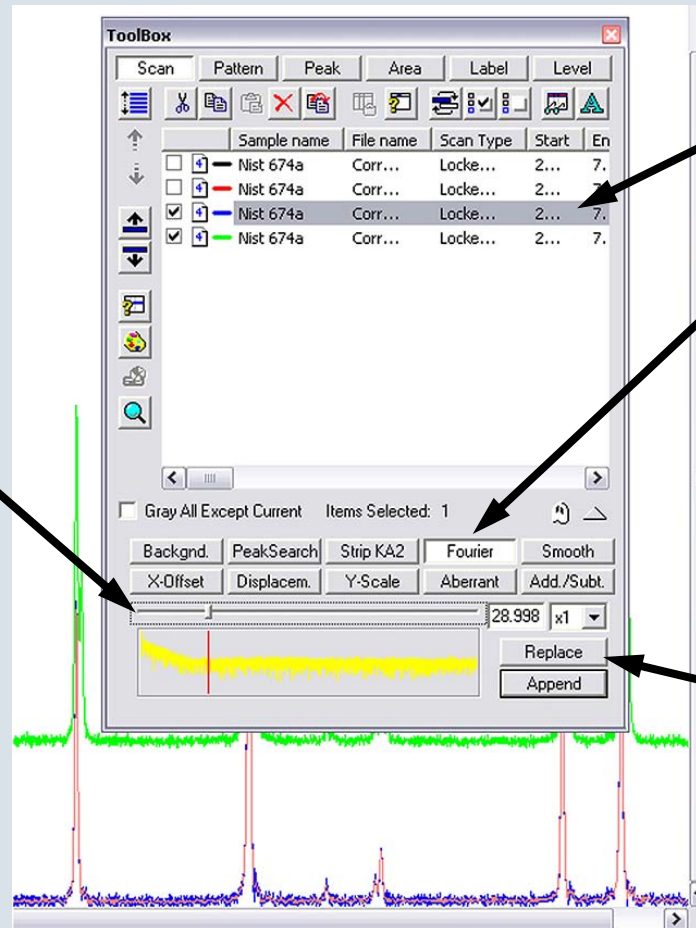 ToolBox
Scan Pattern Peak Area Label Level
Sample name File name Scan Type Start En
Nist 674a Corr... Locke... 2... 7.
Nist 674a Corr... Locke... 2...
Nist 674a Corr... Locke... 2... 7.
Nist 674a Corr... Locke... 2... 7.
Gray All Except Current Items Selected: 1
Backgnd. PeakSearch Strip KA2 Fourier Smooth
X-Offset Displacem. Y-Scale Aberrant Add./Subt.
28.998 x1
Replace
Append